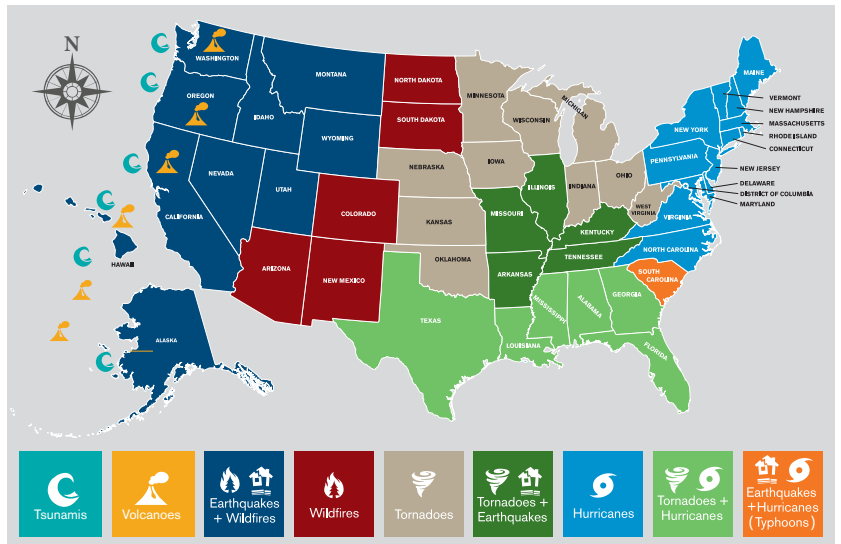 N
WASHINGTON
MONTANA
NORTH DAKOTA
MINNESOTA
MICHIGAN
MAINE
OREGON
IDAHO
SOUTH DAKOTA
WISCONSIN
VERMONT
NEW HAMPSHIRE
MASSACHUSETTS
RHODE ISLAND
CONNECTICUT
NEW YORK
WYOMING
NEVADA
NEBRASKA
IOWA
PENNSYLVANIA
NEW JERSEY
DELAWARE
DISTRICT OF COLUMBIA
MARYLAND
UTAH
ILLINOIS
INDIANA
OHIO
CALIFORNIA
COLORADO
KANSAS
MISSOURI
WEST
VIRGINIA
VIRGINIA
KENTUCKY
HAWAII
ARIZONA
NEW MEXICO
OKLAHOMA
ARKANSAS
TENNESSEE
NORTH CAROLINA
SOUTH
CAROLINA
TEXAS
MISSISSIPPI
ALABAMA
GEORGIA
ALASKA
LOUISIANA
FLORIDA
Tsunamis
Volcanoes
Earthquakes
+ Wildfires
Wildfires
Tornadoes
Tornadoes +
Earthquakes
Hurricanes
Tornadoes +
Hurricanes
Earthquakes
+Hurricanes
(Typhoons)